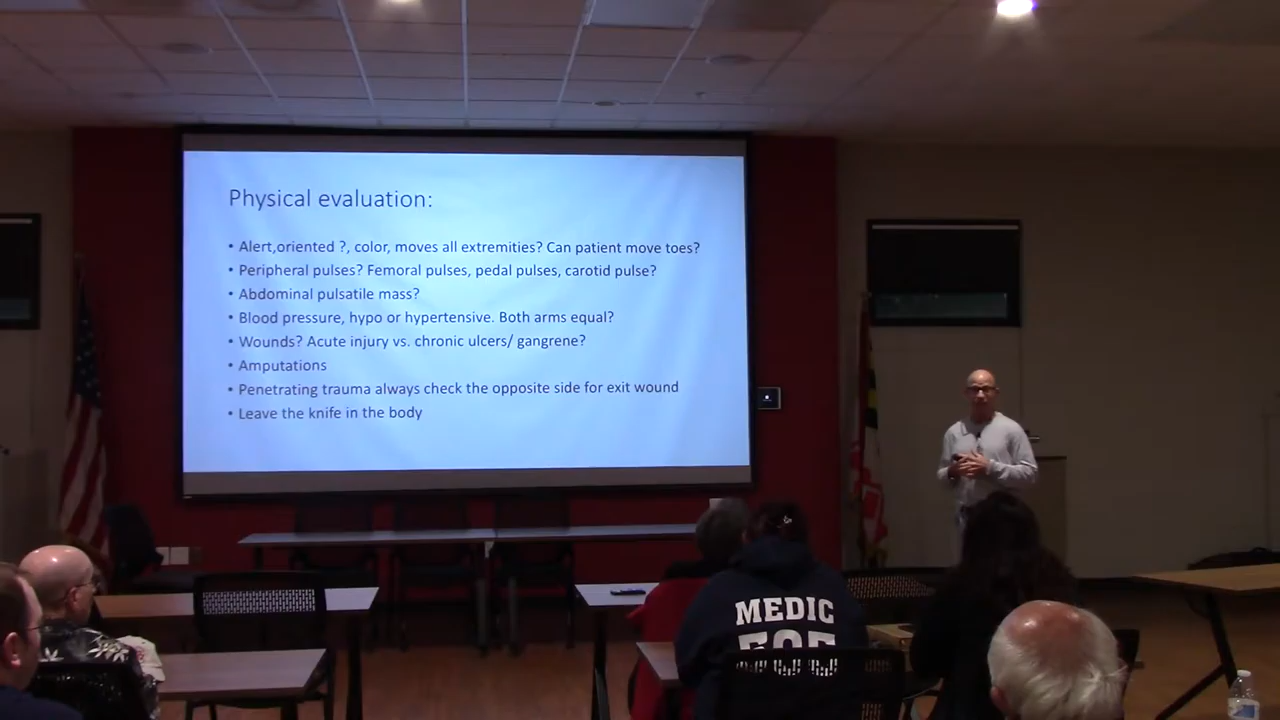 Physical evaluation:
• Alert,oriented ?, color, moves all extremities? Can patient move toes?
• Peripheral pulses? Femoral pulses, pedal pulses, carotid pulse?
• Abdominal pulsatile mass?
• Blood pressure, hypo or hypertensive. Both arms equal?
• Wounds? Acute injury vs. chronic ulcers/ gangrene?
• Amputations
• Penetrating trauma always check the opposite side for exit wound
• Leave the knife in the body
MEDIC